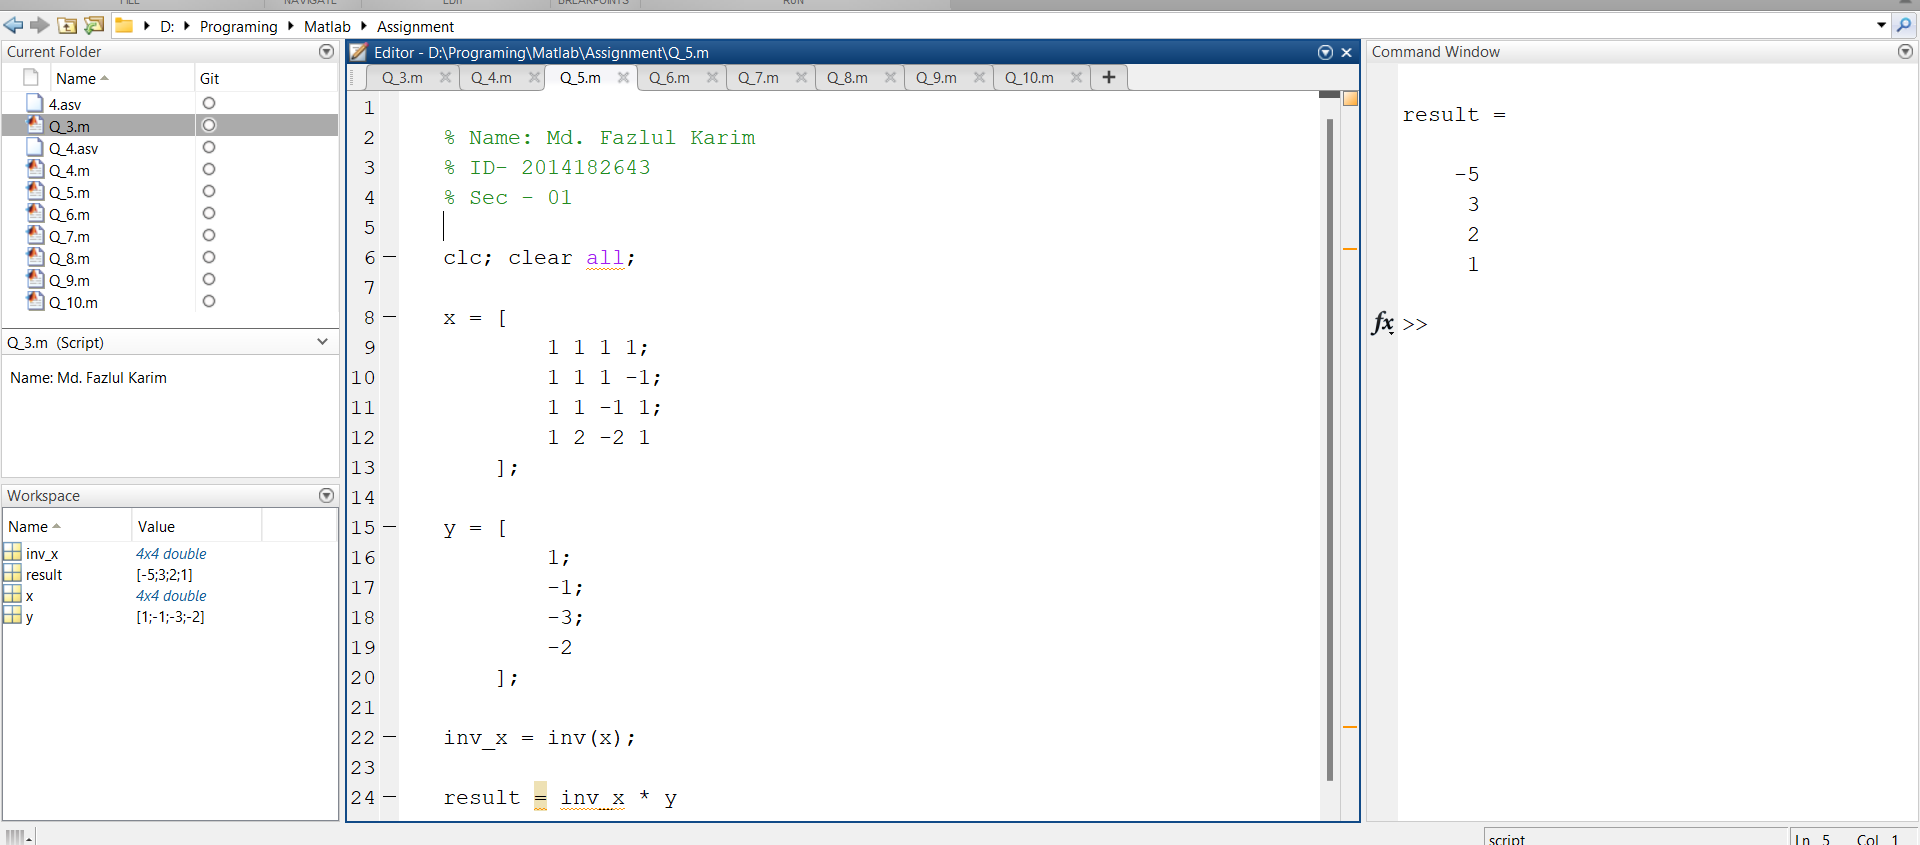 FILE NAVIGATE EDIT BREAKPOINTS RUN
D: Programing Matlab Assignment
Current Folder
Name Git
4.asv
Q_3.m
Q_4.asv
Q_4.m
Q_5.m
Q_6.m
Q_7.m
Q_8.m
Q_9.m
Q_10.m
Q_3.m (Script)
Name: Md. Fazlul Karim
Workspace
Name Value
inv_x 4x4 double
result [-5;3;2;1]
x 4x4 double
y [1;-1;-3;-2]
Editor - D:\Programing\Matlab\Assignment\Q_5.m
Q_3.m Q_4.m Q_5.m Q_6.m Q_7.m Q_8.m Q_9.m Q_10.m +
1
2 % Name: Md. Fazlul Karim
3 % ID- 2014182643
4 % Sec - 01
5
6 – clc; clear all;
7
8 – x = [
9 1 1 1 1;
10 1 1 1 -1;
11 1 1 -1 1;
12 1 2 -2 1
13 ];
14
15 – y = [
16 1;
17 -1;
18 -3;
19 -2
20 ];
21
22 – inv_x = inv(x);
23
24 – result = inv_x * y
Command Window
result =
-5
3
2
1
fx >>
script Ln 5 Col 1